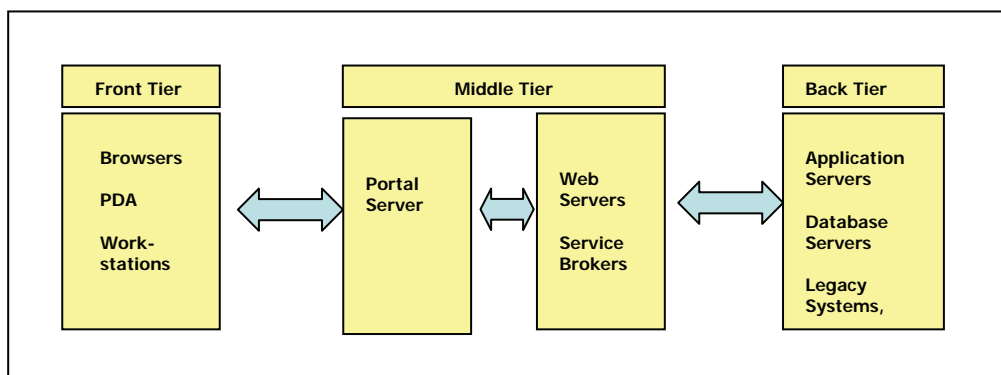 Front Tier
Middle Tier
Back Tier
Browsers
PDA
Work-
stations
Portal
Server
Web
Servers
Service
Brokers
Application
Servers
Database
Servers
Legacy
Systems,